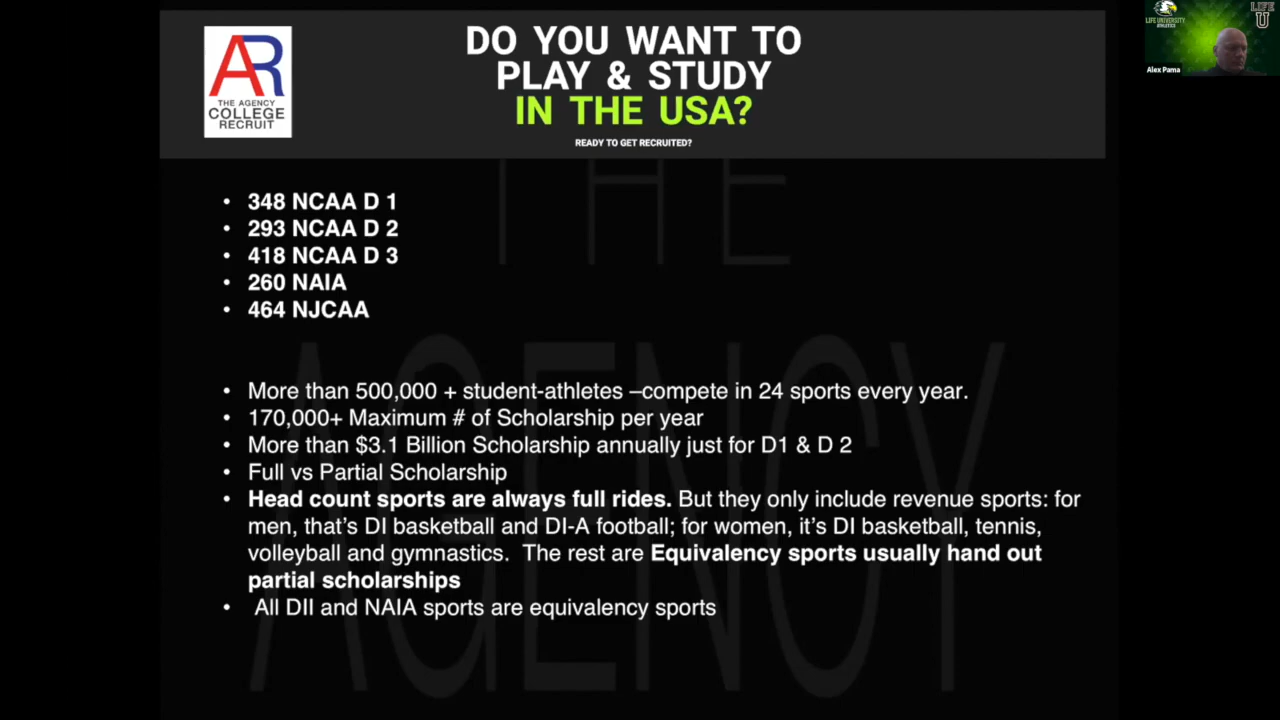 AR
THE AGENCY
COLLEGE
RECRUIT
DO YOU WANT TO
PLAY & STUDY
IN THE USA?
READY TO GET RECRUITED?
LIFE UNIVERSITY
ATHLETICS
LIFE
U
Alex Pama
THE
AGENCY
• 348 NCAA D 1
• 293 NCAA D 2
• 418 NCAA D 3
• 260 NAIA
• 464 NJCAA
• More than 500,000 + student-athletes –compete in 24 sports every year.
• 170,000+ Maximum # of Scholarship per year
• More than $3.1 Billion Scholarship annually just for D1 & D 2
• Full vs Partial Scholarship
• Head count sports are always full rides. But they only include revenue sports: for
men, that’s DI basketball and DI-A football; for women, it’s DI basketball, tennis,
volleyball and gymnastics.  The rest are Equivalency sports usually hand out
partial scholarships
• All DII and NAIA sports are equivalency sports